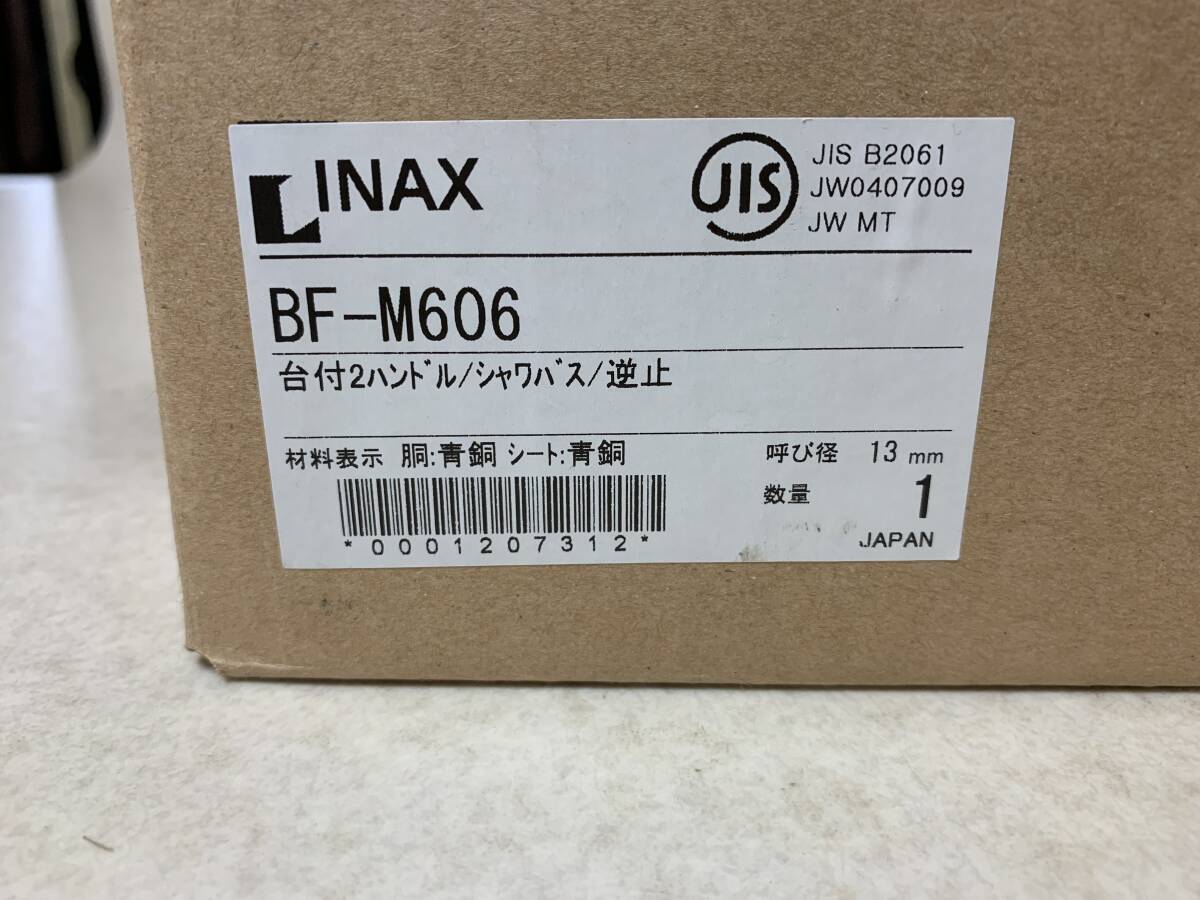 INAX
JIS
JIS B2061
JW0407009
JW MT
BF-M606
台付2ハンドル/シャワバス/逆止
材料表示 胴:青銅 シート:青銅
呼び径 13 mm
数量 1
*0001207312*
JAPAN